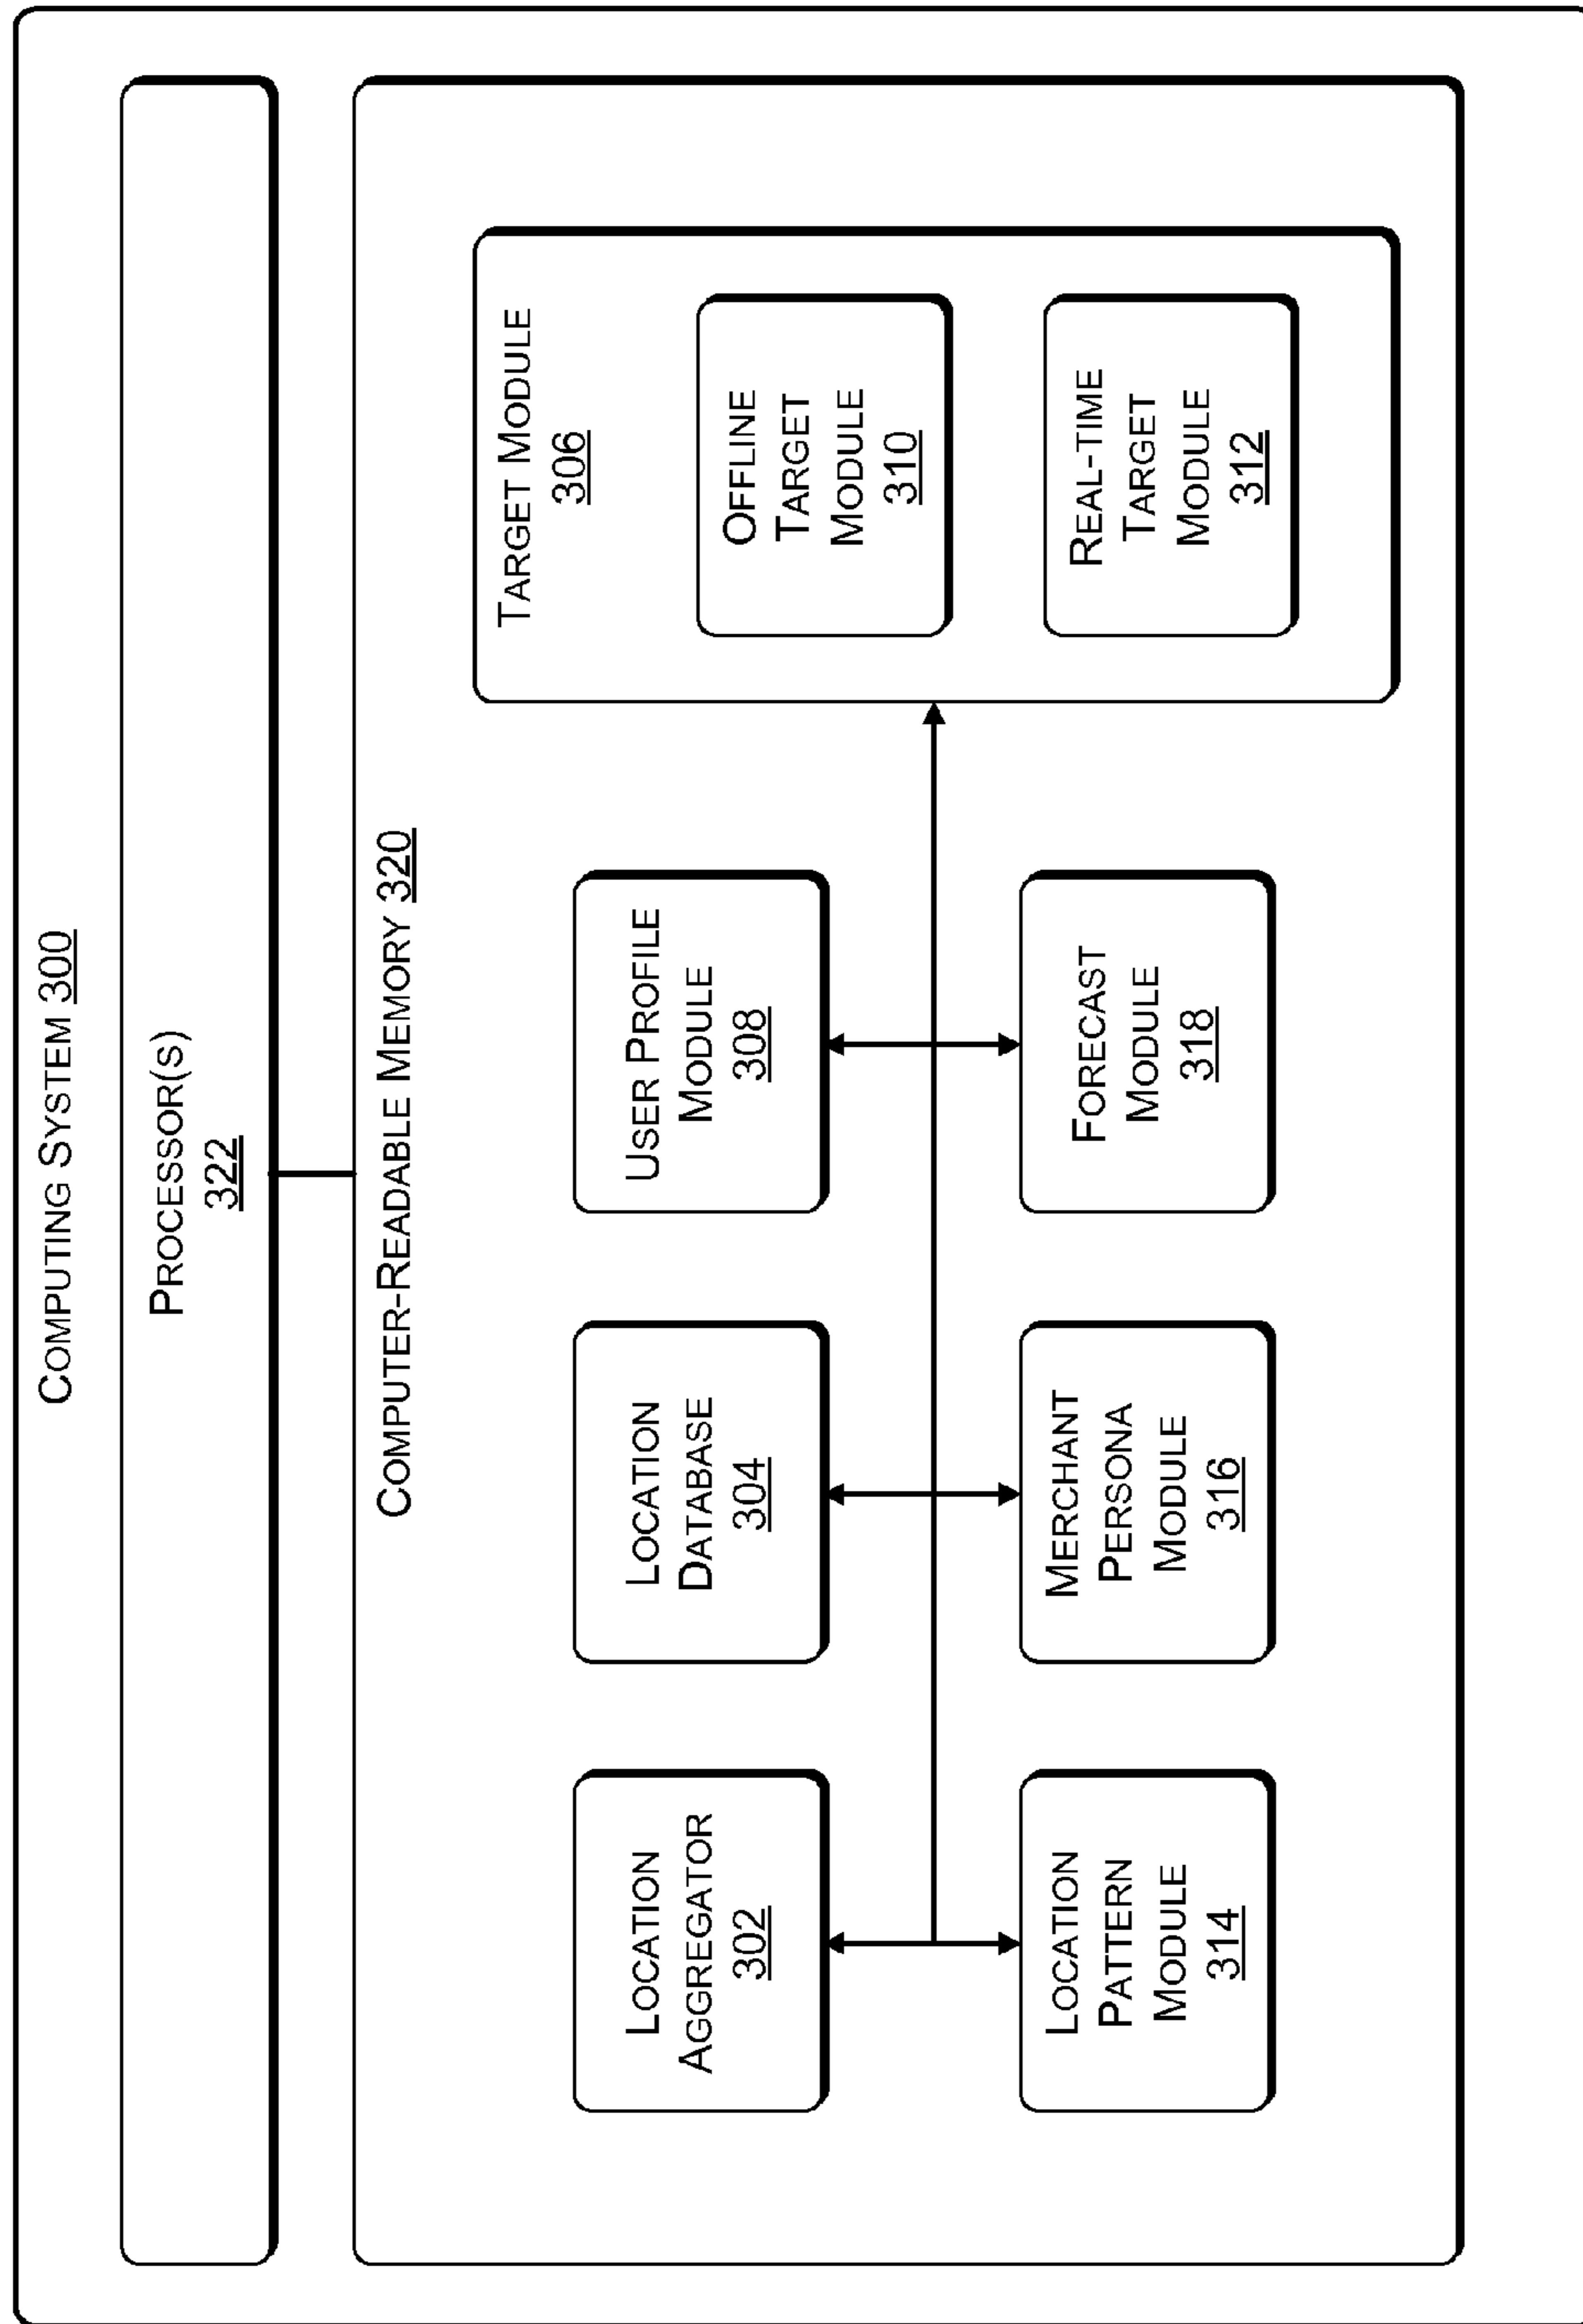 COMPUTING SYSTEM 300
PROCESSOR(S)
322
COMPUTER-READABLE MEMORY 320
LOCATION
AGGREGATOR
302
LOCATION
DATABASE
304
USER PROFILE
MODULE
308
TARGET MODULE
306
OFFLINE
TARGET
MODULE
310
REAL-TIME
TARGET
MODULE
312
LOCATION
PATTERN
MODULE
314
MERCHANT
PERSONA
MODULE
316
FORECAST
MODULE
318